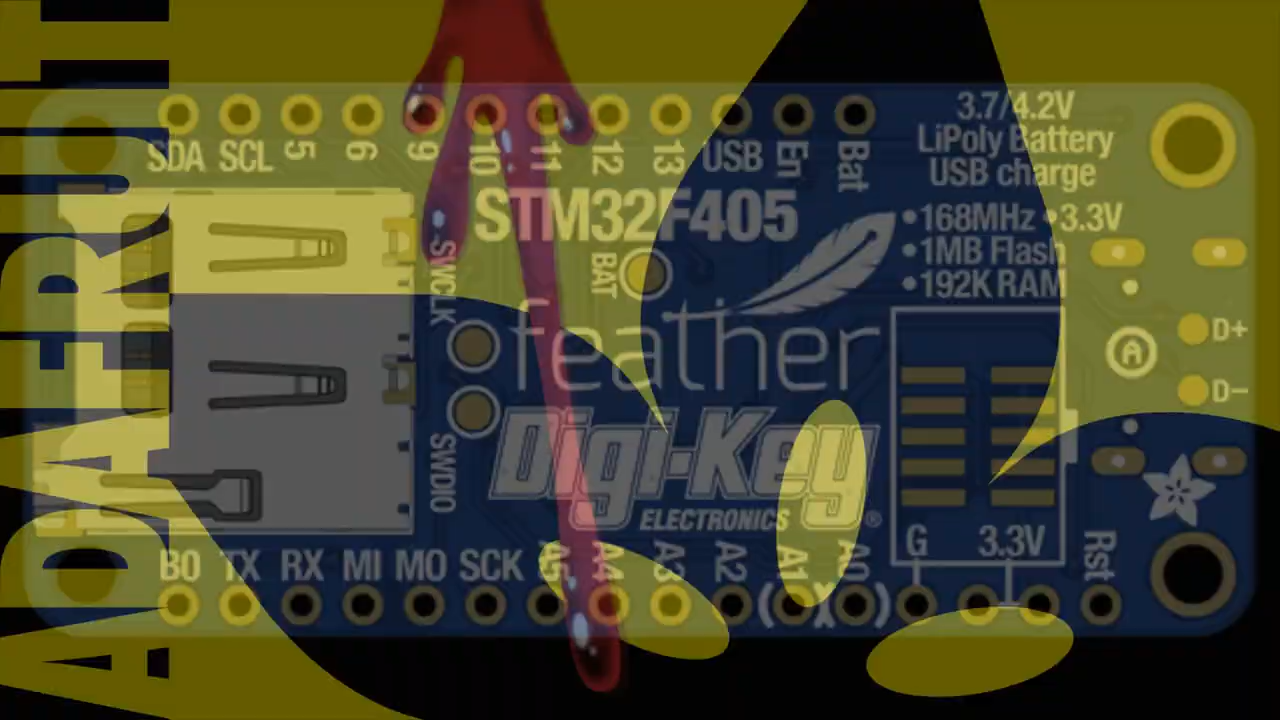 ADAFRUIT
SDA SCL 5 6 9 10 11 12 13 USB En Bat
3.7/4.2V
LiPoly Battery
USB charge
STM32F405
•168MHz •3.3V
•1MB Flash
•192K RAM
SWCLK
BAT
feather
D+
A
D-
Digi-Key
ELECTRONICS®
SWDIO
G 3.3V
BO TX RX MI MO SCK A5 A4 A3 A2 A1 A0 Rst